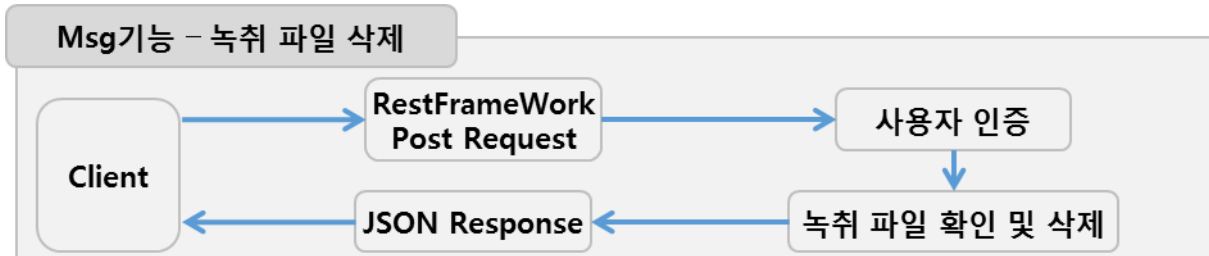 Msg기능 – 녹취 파일 삭제
Client
RestFrameWork
Post Request
사용자 인증
JSON Response
녹취 파일 확인 및 삭제